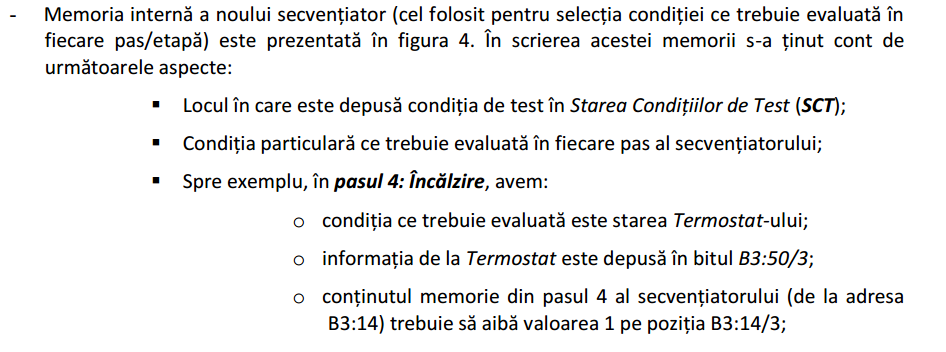 - Memoria internă a noului secvențiator (cel folosit pentru selecția condiției ce trebuie evaluată în
fiecare pas/etapă) este prezentată în figura 4. În scrierea acestei memorii s-a ținut cont de
următoarele aspecte:
▪ Locul în care este depusă condiția de test în Starea Condițiilor de Test (SCT);
▪ Condiția particulară ce trebuie evaluată în fiecare pas al secvențiatorului;
▪ Spre exemplu, în pasul 4: Încălzire, avem:
o condiția ce trebuie evaluată este starea Termostat-ului;
o informația de la Termostat este depusă în bitul B3:50/3;
o conținutul memorie din pasul 4 al secvențiatorului (de la adresa
B3:14) trebuie să aibă valoarea 1 pe poziția B3:14/3;